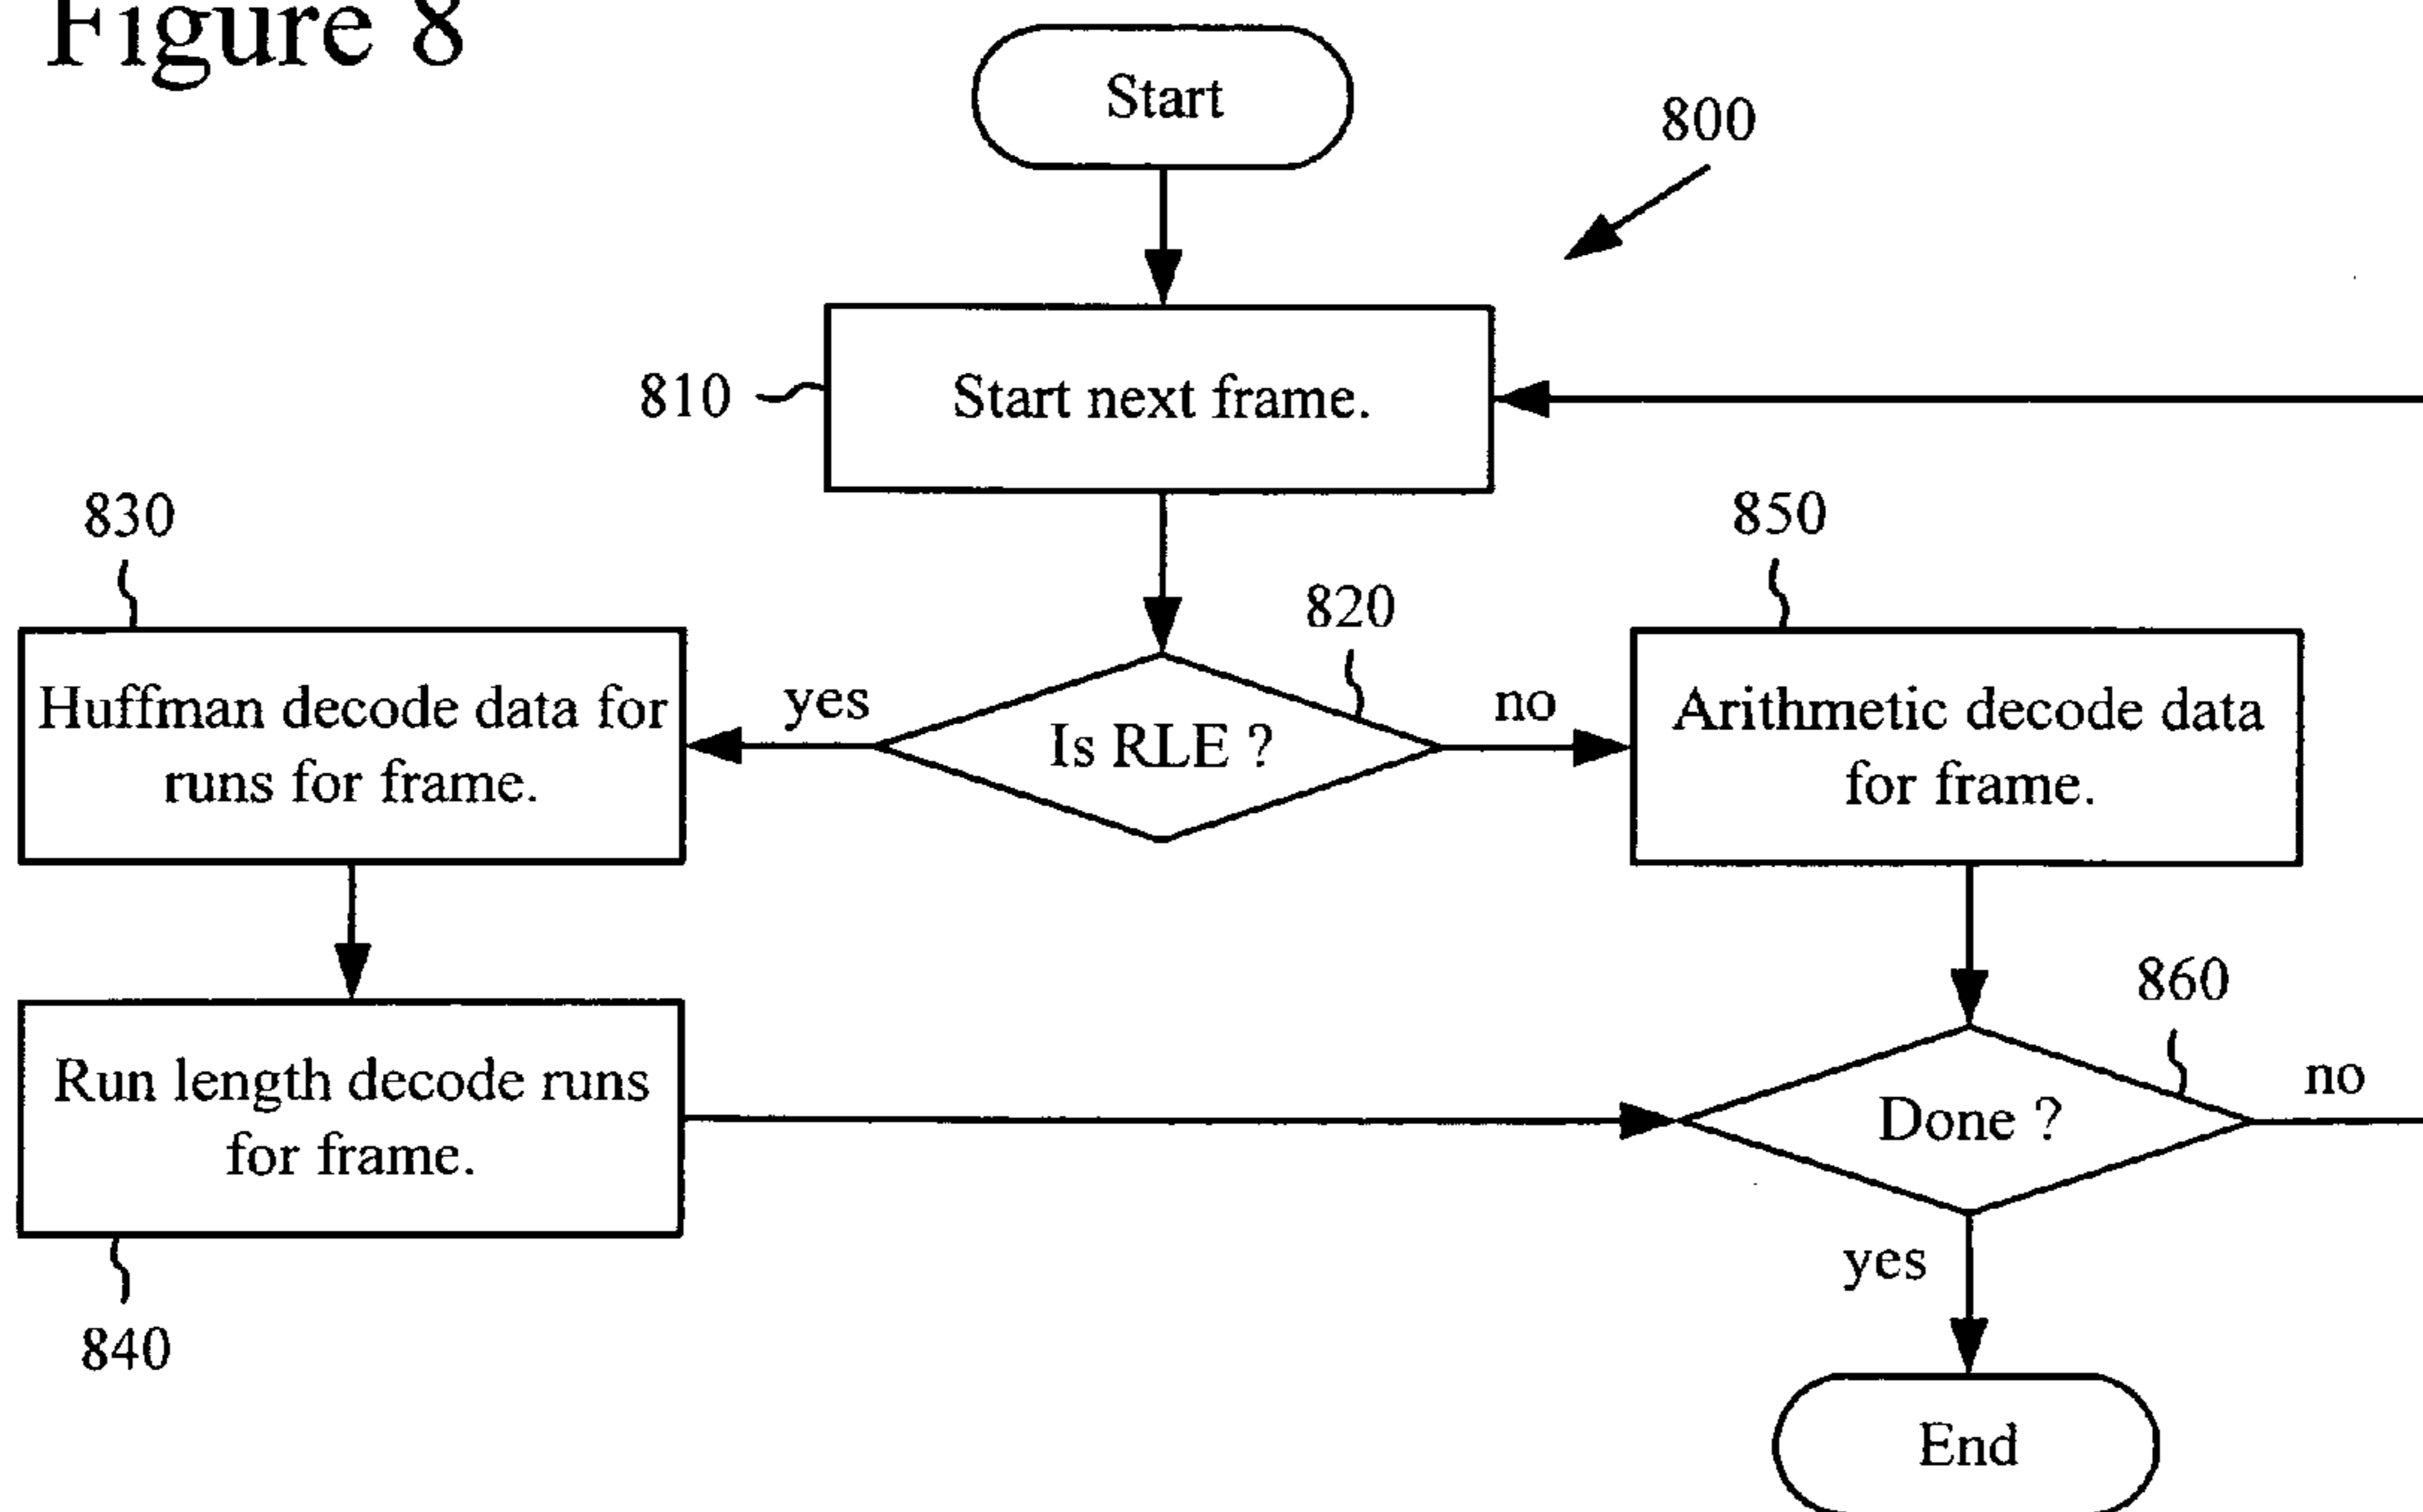 Figure 8
Start
800
810
Start next frame.
830
850
820
Huffman decode data for
runs for frame.
yes
Is RLE ?
no
Arithmetic decode data
for frame.
860
Run length decode runs
for frame.
Done ?
no
yes
840
End